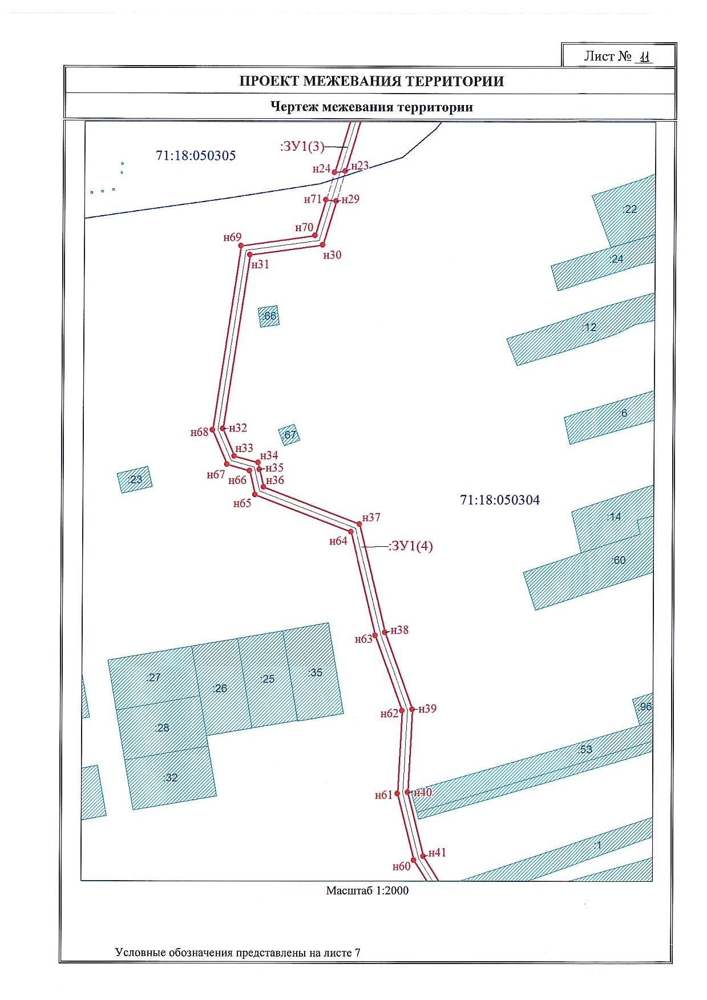 Лист № 11
ПРОЕКТ МЕЖЕВАНИЯ ТЕРРИТОРИИ
Чертеж межевания территории
:ЗУ1(3)
71:18:050305
н24
н23
н71
н29
:22
н70
н69
н30
н31
:24
:66
:12
:6
н32
н68
:67
н33
н34
н35
н67
н66
н36
:23
н65
71:18:050304
н37
:14
н64
:ЗУ1(4)
:60
н38
н63
:35
:27
:25
:26
н39
:96
н62
:28
:53
:32
н40
н61
:1
н41
н60
Масштаб 1:2000
Условные обозначения представлены на листе 7